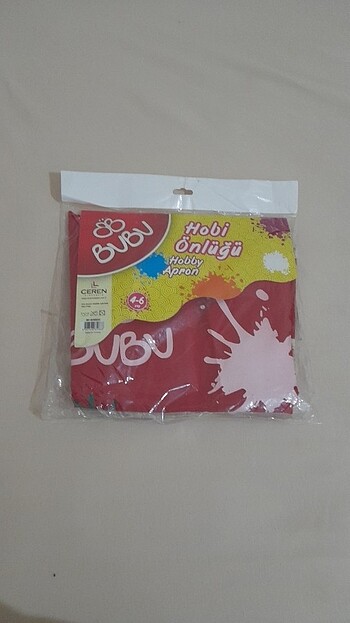 BUBU
Hobi
Önlüğü
Hobby
Apron
4-6
CEREN
BUBU